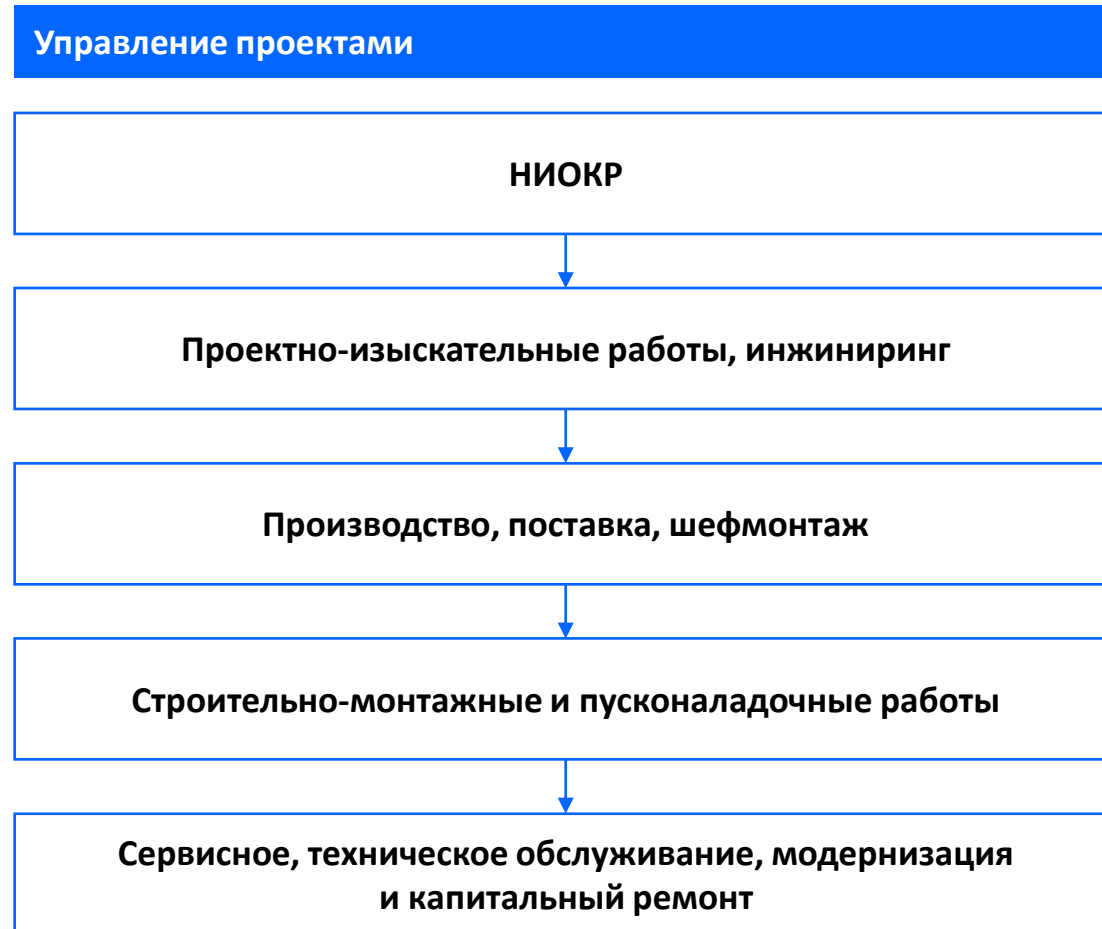 Управление проектами
НИОКР
Проектно-изыскательные работы, инжиниринг
Производство, поставка, шефмонтаж
Строительно-монтажные и пусконаладочные работы
Сервисное, техническое обслуживание, модернизация
и капитальный ремонт